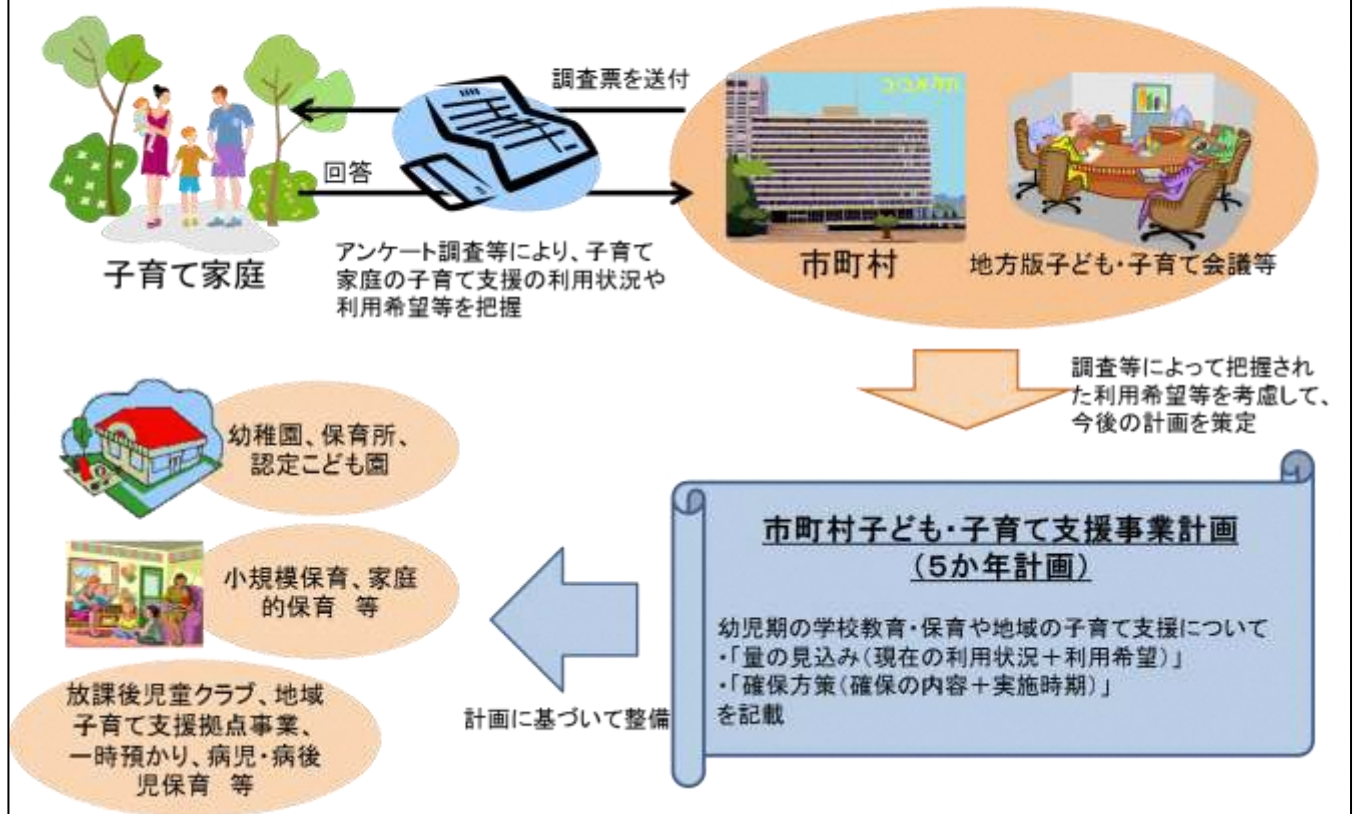 調査票を送付
回答
アンケート調査等により、子育て
家庭の子育て支援の利用状況や
利用希望等を把握
子育て家庭
תל-אביב
市町村
地方版子ども・子育て会議等
調査等によって把握され
た利用希望等を考慮して、
今後の計画を策定
市町村子ども・子育て支援事業計画
(5か年計画)
幼児期の学校教育・保育や地域の子育て支援について
・「量の見込み(現在の利用状況+利用希望)」
・「確保方策(確保の内容+実施時期)」
を記載
計画に基づいて整備
幼稚園、保育所、
認定こども園
小規模保育、家庭
的保育 等
放課後児童クラブ、地域
子育て支援拠点事業、
一時預かり、病児・病後
児保育 等